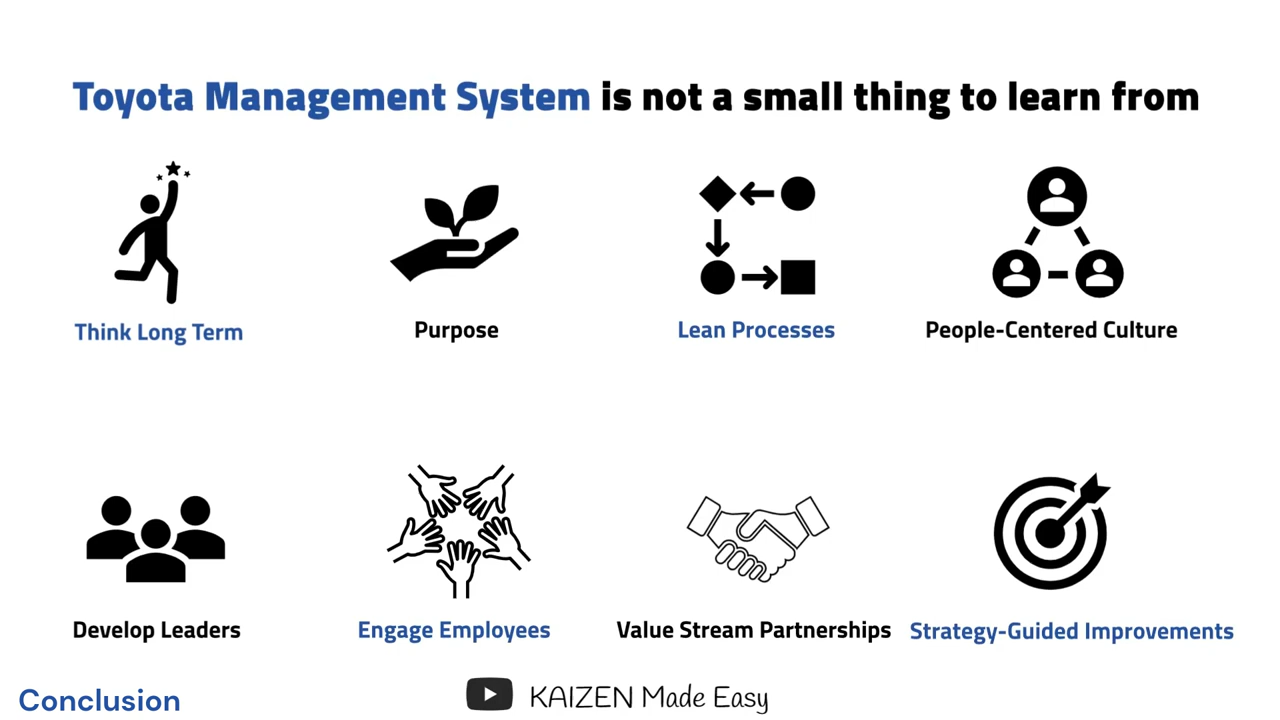 Toyota Management System is not a small thing to learn from
Think Long Term
Purpose
Lean Processes
People-Centered Culture
Develop Leaders
Engage Employees
Value Stream Partnerships
Strategy-Guided Improvements
Conclusion
KAIZEN Made Easy